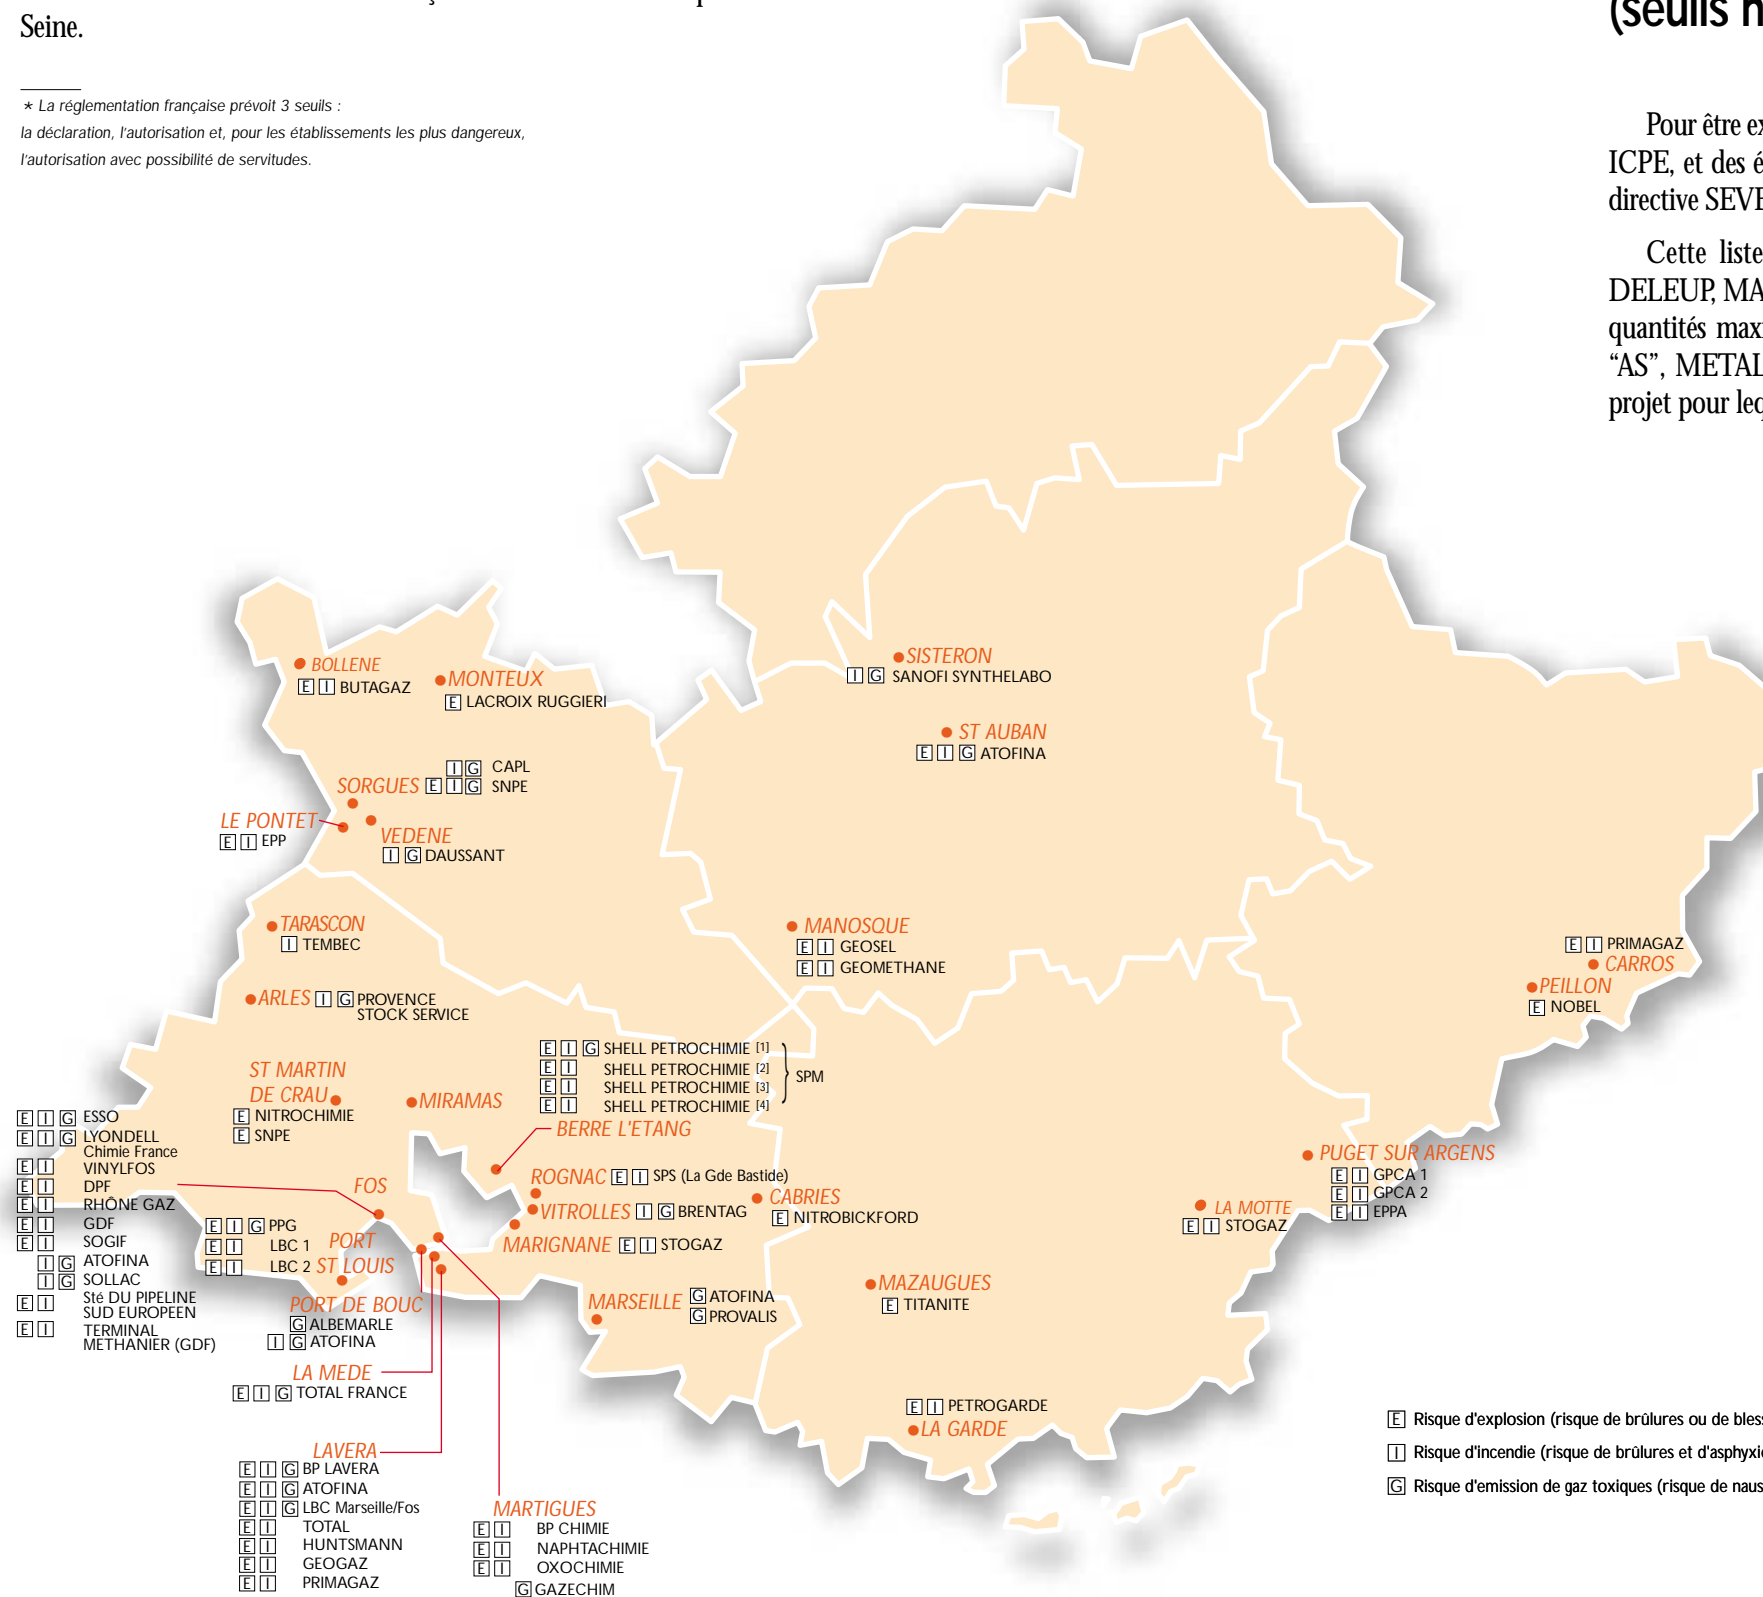 Seine.
* La réglementation française prévoit 3 seuils :
la déclaration, l'autorisation et, pour les établissements les plus dangereux,
l'autorisation avec possibilité de servitudes.
(seuils
Pour être
ICPE, et des
directive
Cette liste
DELEUP,
quantités
"AS",
projet pour
BOLLENE
E I BUTAGAZ
MONTEUX
E LACROIX RUGGIERI
SISTERON
I G SANOFI SYNTHELABO
ST AUBAN
E I G ATOFINA
I G CAPL
SORGUES E I G SNPE
LE PONTET
E I EPP
VEDENE
I G DAUSSANT
TARASCON
I TEMBEC
MANOSQUE
E I GEOSEL
E I GEOMETHANE
E I PRIMAGAZ
CARROS
PEILLON
E NOBEL
ARLES I G PROVENCE
STOCK SERVICE
E I G SHELL PETROCHIMIE [1]
E I SHELL PETROCHIMIE [2]
E I SHELL PETROCHIMIE [3]
E I SHELL PETROCHIMIE [4]
SPM
BERRE L'ETANG
ST MARTIN
DE CRAU
E NITROCHIMIE
E SNPE
MIRAMAS
E I G ESSO
E I G LYONDELL
Chimie France
E I VINYLFOS
E I DPF
E I RHÔNE GAZ
E I GDF
E I SOGIF
I G ATOFINA
I G SOLLAC
E I Sté DU PIPELINE
SUD EUROPEEN
E I TERMINAL
METHANIER (GDF)
FOS
E I G PPG
E I LBC 1
E I LBC 2
PORT
ST LOUIS
ROGNAC E I SPS (La Gde Bastide)
VITROLLES I G BRENTAG
MARIGNANE E I STOGAZ
CABRIES
E NITROBICKFORD
PUGET SUR ARGENS
E I GPCA 1
E I GPCA 2
E I EPPA
LA MOTTE
E I STOGAZ
PORT DE BOUC
G ALBEMARLE
I G ATOFINA
MARSEILLE G ATOFINA
G PROVALIS
MAZAUGUES
E TITANITE
LA MEDE
E I G TOTAL FRANCE
E I PETROGARDE
LA GARDE
LAVERA
E I G BP LAVERA
E I G ATOFINA
E I G LBC Marseille/Fos
E I TOTAL
E I HUNTSMANN
E I GEOGAZ
E I PRIMAGAZ
MARTIGUES
E I BP CHIMIE
E I NAPHTACHIMIE
E I OXOCHIMIE
G GAZECHIM
E Risque d'explosion (risque de brûlures ou de
I Risque d'incendie (risque de brûlures et
G Risque d'emission de gaz toxiques (risque de